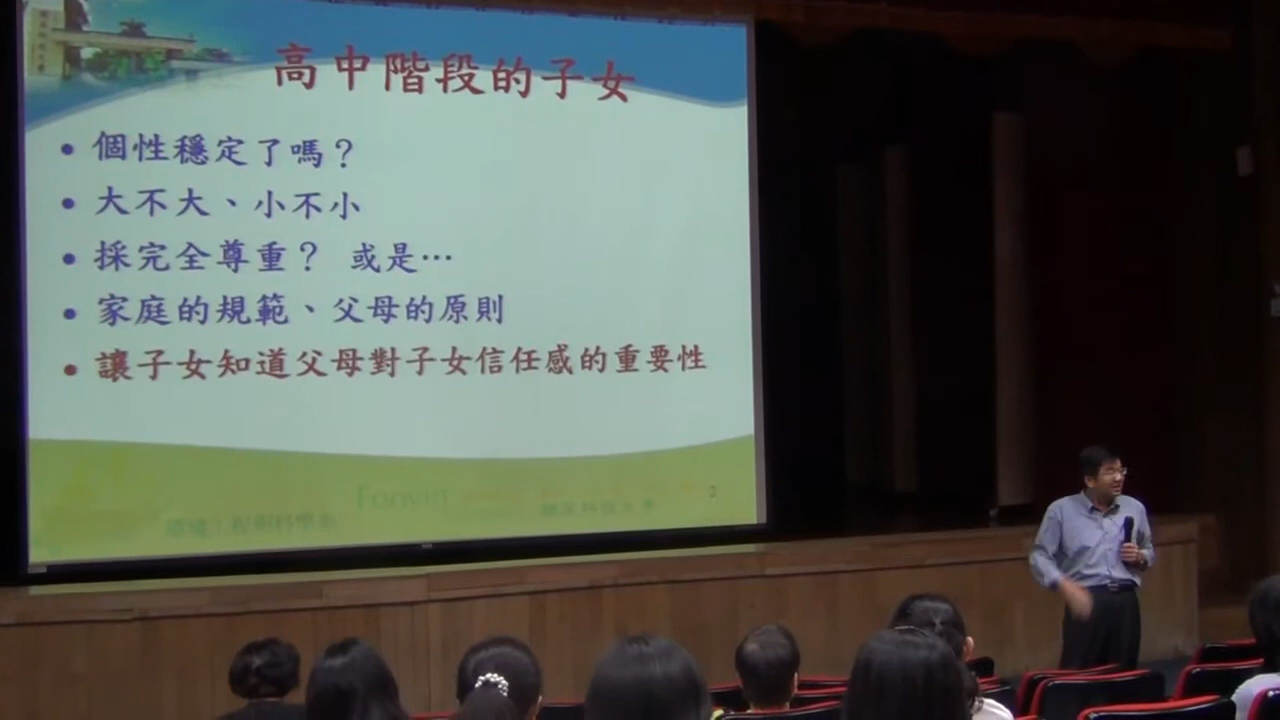 高中階段的子女
• 個性穩定了嗎？
• 大不大、小不小
• 採完全尊重？ 或是…
• 家庭的規範、父母的原則
• 讓子女知道父母對子女信任感的重要性
2